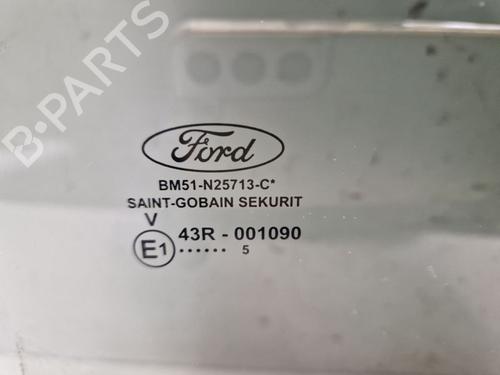 B-PARTS
Ford
BM51-N25713-C*
SAINT-GOBAIN SEKURIT
V
E1 43R - 001090
...... 5